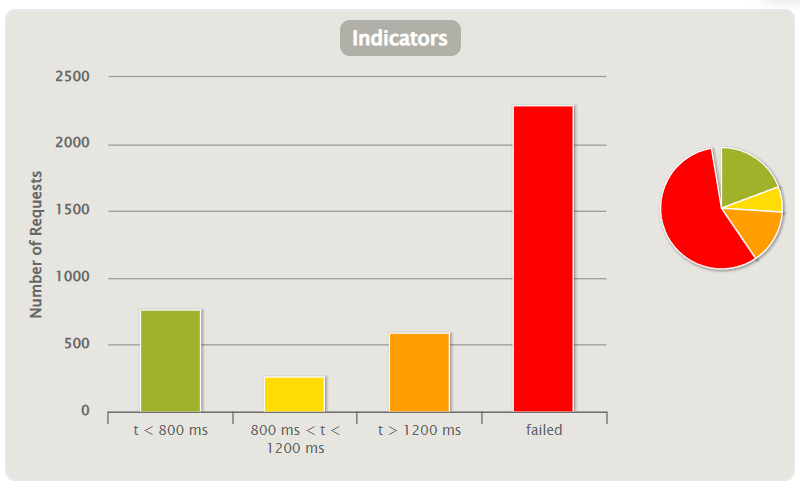 Indicators
2500
2000
1500
1000
500
0
Number of Requests
t < 800 ms
800 ms < t <
1200 ms
t > 1200 ms
failed